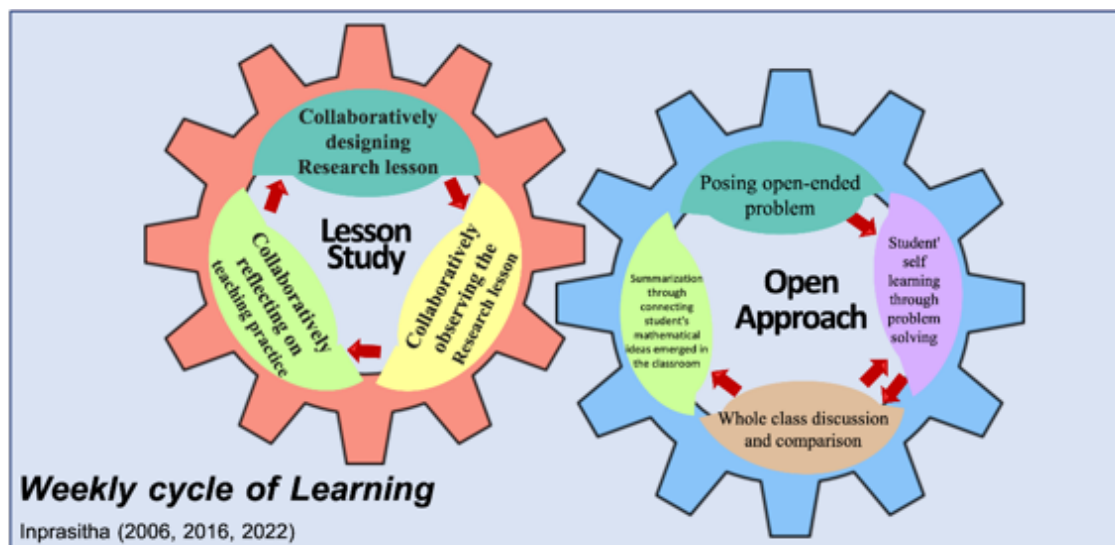 Collaboratively
designing
Research lesson
Lesson
Study
Collaboratively
observing the
Research lesson
Collaboratively
reflecting on
teaching practice
Posing open-ended
problem
Open
Approach
Student'
self
learning
through
problem
solving
Whole class discussion
and comparison
Summarization
through
connecting
student's
mathematical
ideas emerged in
the classroom
Weekly cycle of Learning
Inprasitha (2006, 2016, 2022)